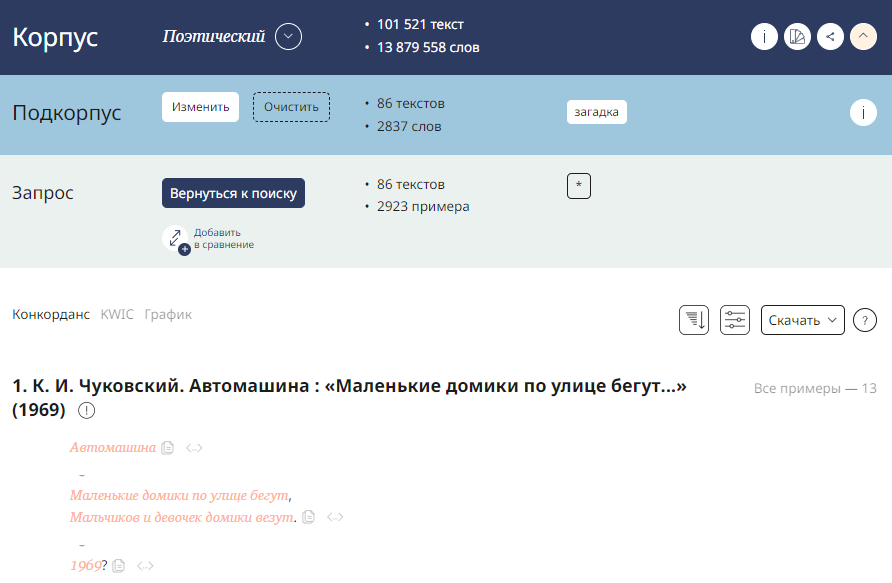 Корпус
Поэтический
• 101 521 текст
• 13 879 558 слов
i
Подкорпус
Изменить
Очистить
• 86 текстов
• 2837 слов
загадка
i
Запрос
Вернуться к поиску
• 86 текстов
• 2923 примера
*
Добавить
в сравнение
Конкорданс KWIC График
Скачать
?
1. К. И. Чуковский. Автомашина : «Маленькие домики по улице бегут...»
(1969) !
Все примеры — 13
Автомашина <...>
~
Маленькие домики по улице бегут,
Мальчиков и девочек домики везут. <...>
~
1969? <...>